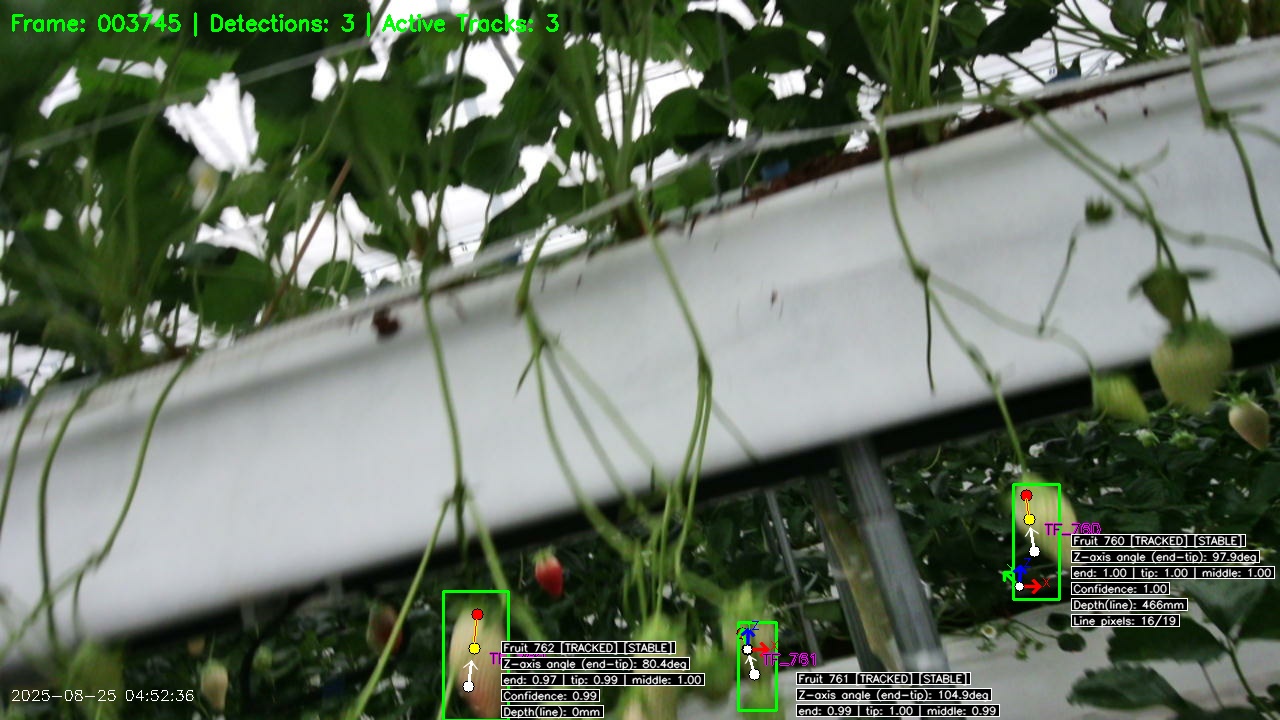 Frame: 003745 | Detections: 3 | Active Tracks: 3
TF_760
Fruit 760 [TRACKED] [STABLE]
Z-axis angle (end-tip): 97.9deg
end: 1.00 | tip: 1.00 | middle: 1.00
Confidence: 1.00
Depth(line): 466mm
Line pixels: 16/19
Fruit 762 [TRACKED] [STABLE]
Z-axis angle (end-tip): 80.4deg
end: 0.97 | tip: 0.99 | middle: 1.00
Confidence: 0.99
Depth(line): 0mm
Z
TF_761
Fruit 761 [TRACKED] [STABLE]
Z-axis angle (end-tip): 104.9deg
end: 0.99 | tip: 1.00 | middle: 0.99
2025-08-25 04:52:36